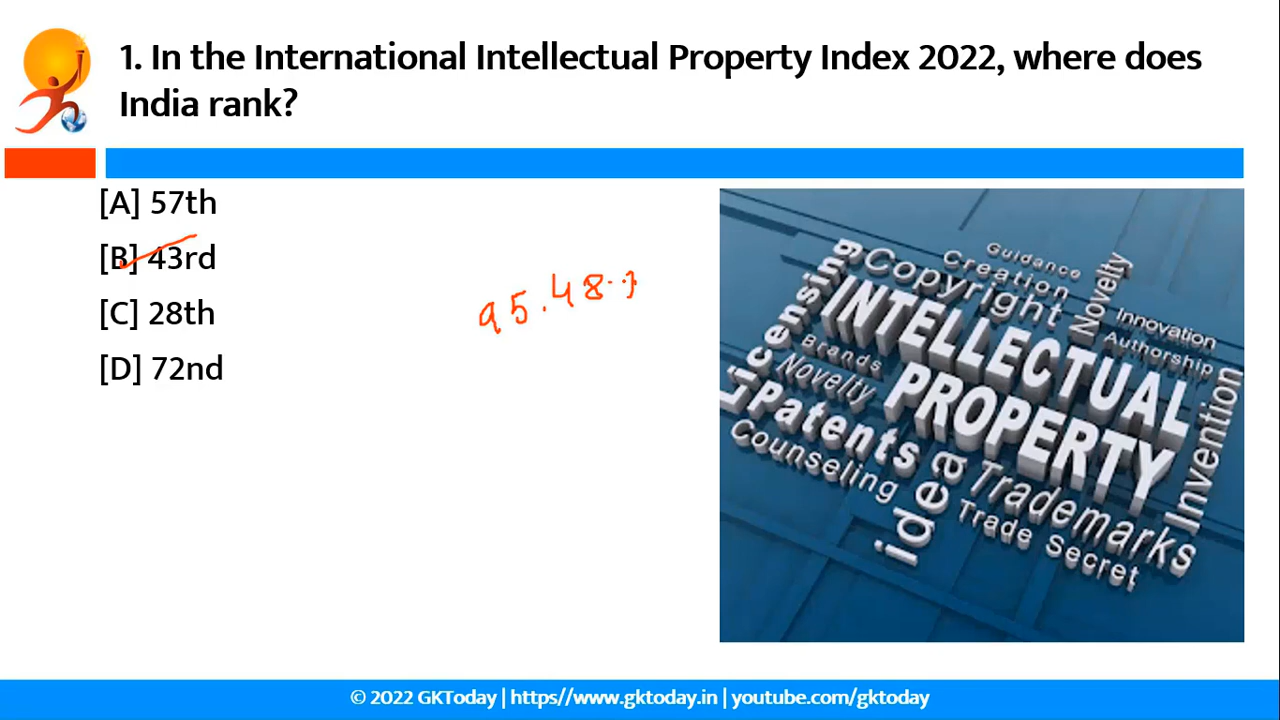 1. In the International Intellectual Property Index 2022, where does
India rank?
[A] 57th
[B] 43rd
[C] 28th
[D] 72nd
95.48
Guidance
Creation
Copyright
Licensing
INTELLECTUAL
PROPERTY
Novelty
Innovation
Authorship
Brands
Novelty
Patents
Counseling
idea
Trademarks
Trade Secret
Invention
© 2022 GKToday | https//www.gktoday.in | youtube.com/gktoday